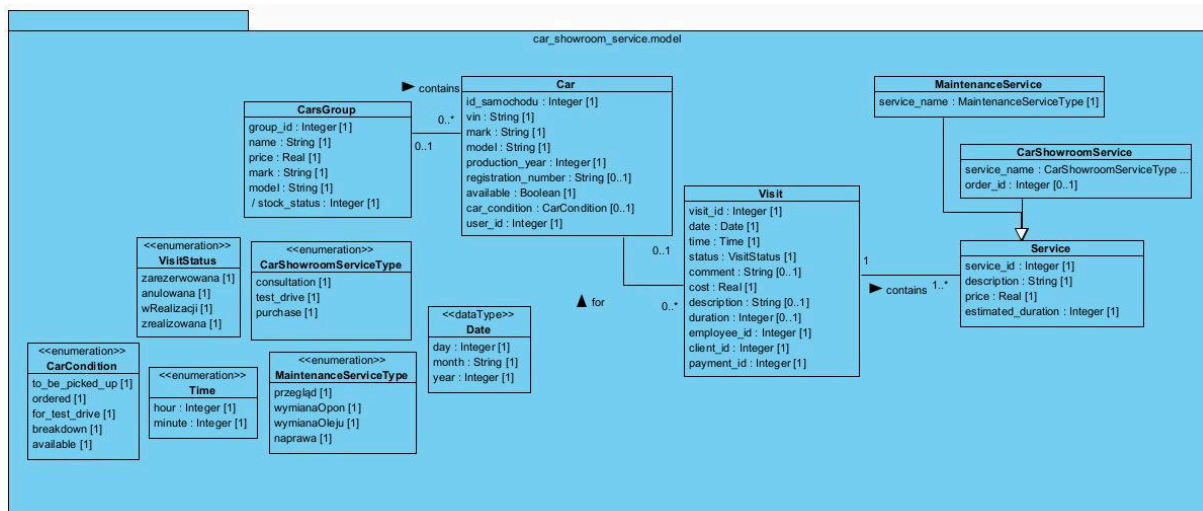 car_showroom_service.model
contains
CarsGroup
group_id : Integer [1]
name : String [1]
price : Real [1]
mark : String [1]
model : String [1]
/ stock_status : Integer [1]
0..*
0..1
Car
id_samochodu : Integer [1]
vin : String [1]
mark : String [1]
model : String [1]
production_year : Integer [1]
registration_number : String [0..1]
available : Boolean [1]
car_condition : CarCondition [0..1]
user_id : Integer [1]
MaintenanceService
service_name : MaintenanceServiceType [1]
CarShowroomService
service_name : CarShowroomServiceType ...
order_id : Integer [0..1]
Visit
visit_id : Integer [1]
date : Date [1]
time : Time [1]
status : VisitStatus [1]
comment : String [0..1]
cost : Real [1]
description : String [0..1]
duration : Integer [0..1]
employee_id : Integer [1]
client_id : Integer [1]
payment_id : Integer [1]
0..1
0..*
for
1
contains
1..*
Service
service_id : Integer [1]
description : String [1]
price : Real [1]
estimated_duration : Integer [1]
<<enumeration>>
VisitStatus
zarezerwowana [1]
anulowana [1]
wRealizacji [1]
zrealizowana [1]
<<enumeration>>
CarShowroomServiceType
consultation [1]
test_drive [1]
purchase [1]
<<dataType>>
Date
day : Integer [1]
month : String [1]
year : Integer [1]
<<enumeration>>
CarCondition
to_be_picked_up [1]
ordered [1]
for_test_drive [1]
breakdown [1]
available [1]
<<enumeration>>
Time
hour : Integer [1]
minute : Integer [1]
<<enumeration>>
MaintenanceServiceType
przegląd [1]
wymianaOpon [1]
wymianaOleju [1]
naprawa [1]